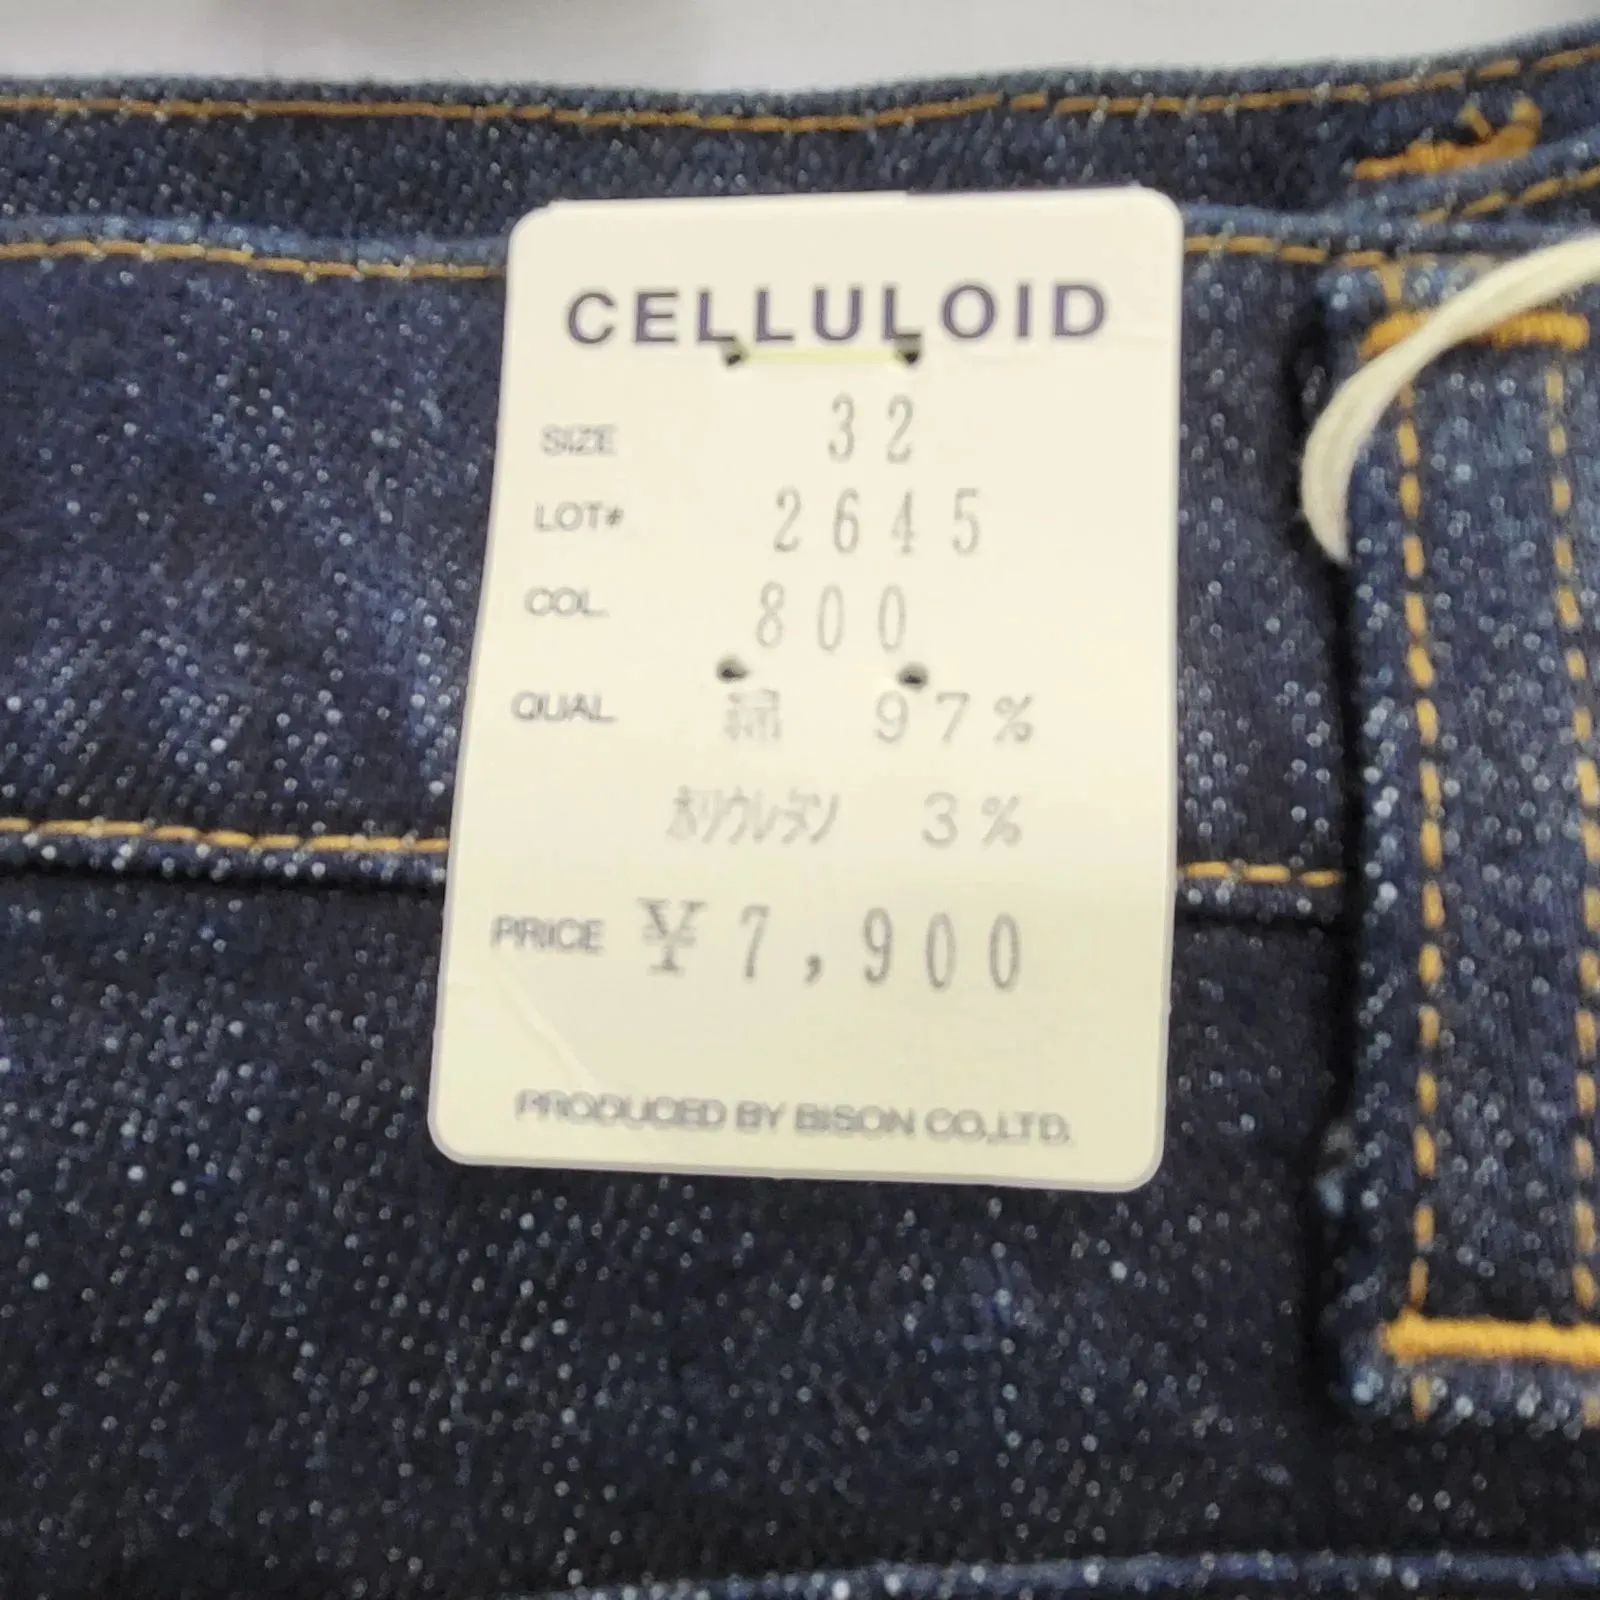 CELLULOID
SIZE 32
LOT# 2645
COL. 800
QUAL 綿 97%
ポリウレタン 3%
PRICE ¥7,900
PRODUCED BY BISON CO.,LTD.